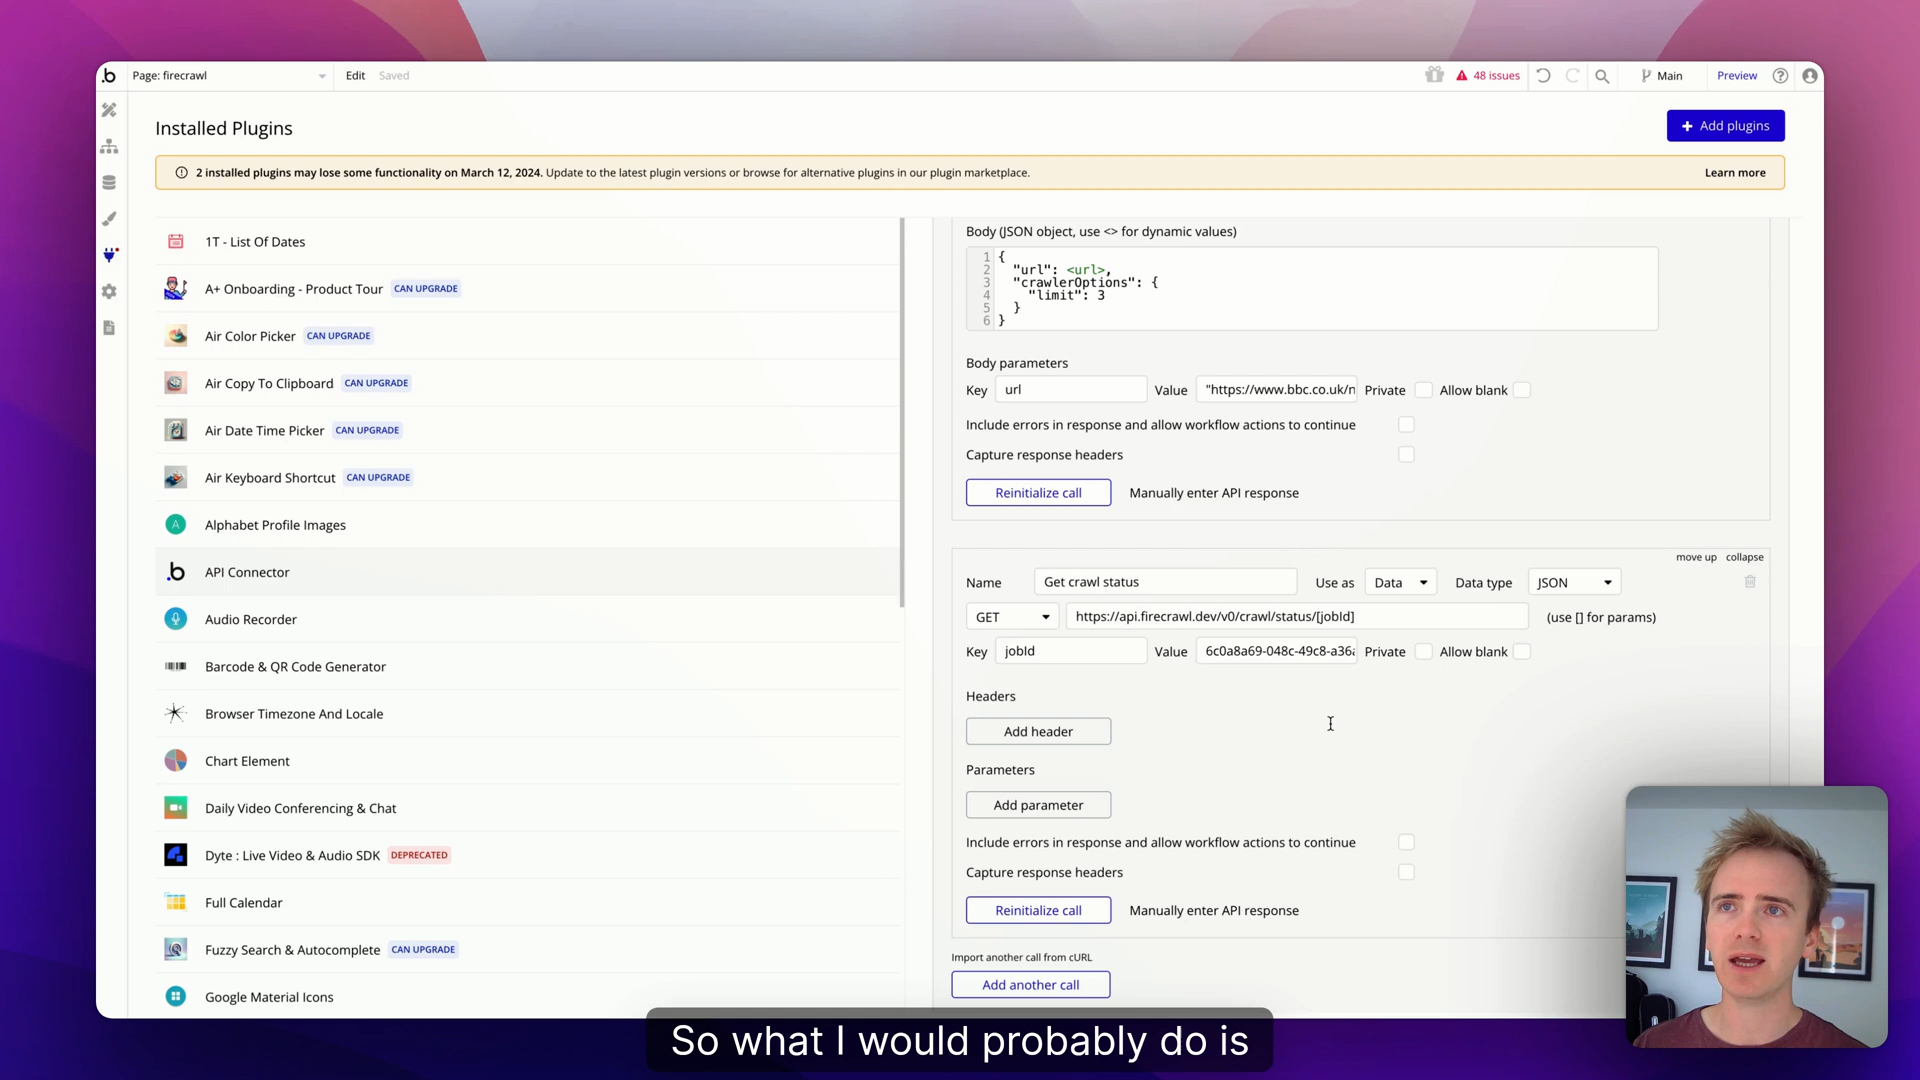 Page: firecrawl
Edit
Saved
48 issues
Main
Preview
Installed Plugins
+ Add plugins
2 installed plugins may lose some functionality on March 12, 2024. Update to the latest plugin versions or browse for alternative plugins in our plugin marketplace.
Learn more
1T - List Of Dates
A+ Onboarding - Product Tour CAN UPGRADE
Air Color Picker CAN UPGRADE
Air Copy To Clipboard CAN UPGRADE
Air Date Time Picker CAN UPGRADE
Air Keyboard Shortcut CAN UPGRADE
A Alphabet Profile Images
b API Connector
Audio Recorder
Barcode & QR Code Generator
Browser Timezone And Locale
Chart Element
Daily Video Conferencing & Chat
Dyte : Live Video & Audio SDK DEPRECATED
Full Calendar
Fuzzy Search & Autocomplete CAN UPGRADE
Google Material Icons
Body (JSON object, use <> for dynamic values)
1 {
2 "url": <url>,
3 "crawlerOptions": {
4 "limit": 3
5 }
6 }
Body parameters
Key url Value "https://www.bbc.co.uk/n Private Allow blank
Include errors in response and allow workflow actions to continue
Capture response headers
Reinitialize call Manually enter API response
move up collapse
Name Get crawl status Use as Data Data type JSON
GET https://api.firecrawl.dev/v0/crawl/status/[jobId] (use [] for params)
Key jobId Value 6c0a8a69-048c-49c8-a36a Private Allow blank
Headers
Add header
Parameters
Add parameter
Include errors in response and allow workflow actions to continue
Capture response headers
Reinitialize call Manually enter API response
Import another call from cURL
Add another call
So what I would probably do is